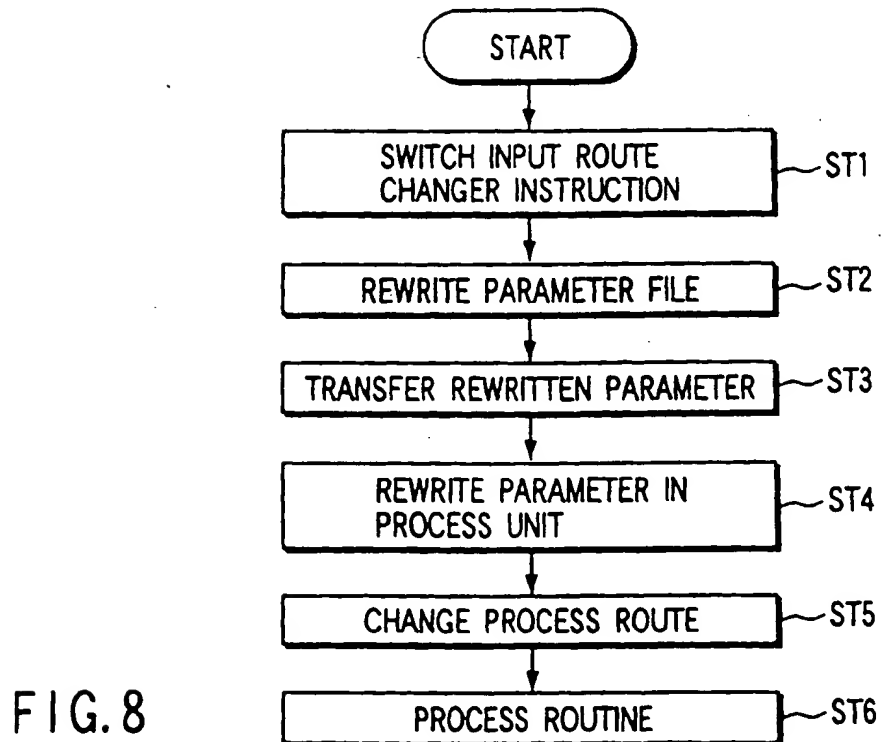 START
SWITCH INPUT ROUTE
CHANGER INSTRUCTION
ST1
REWRITE PARAMETER FILE
ST2
TRANSFER REWRITTEN PARAMETER
ST3
REWRITE PARAMETER IN
PROCESS UNIT
ST4
CHANGE PROCESS ROUTE
ST5
PROCESS ROUTINE
ST6
FIG. 8